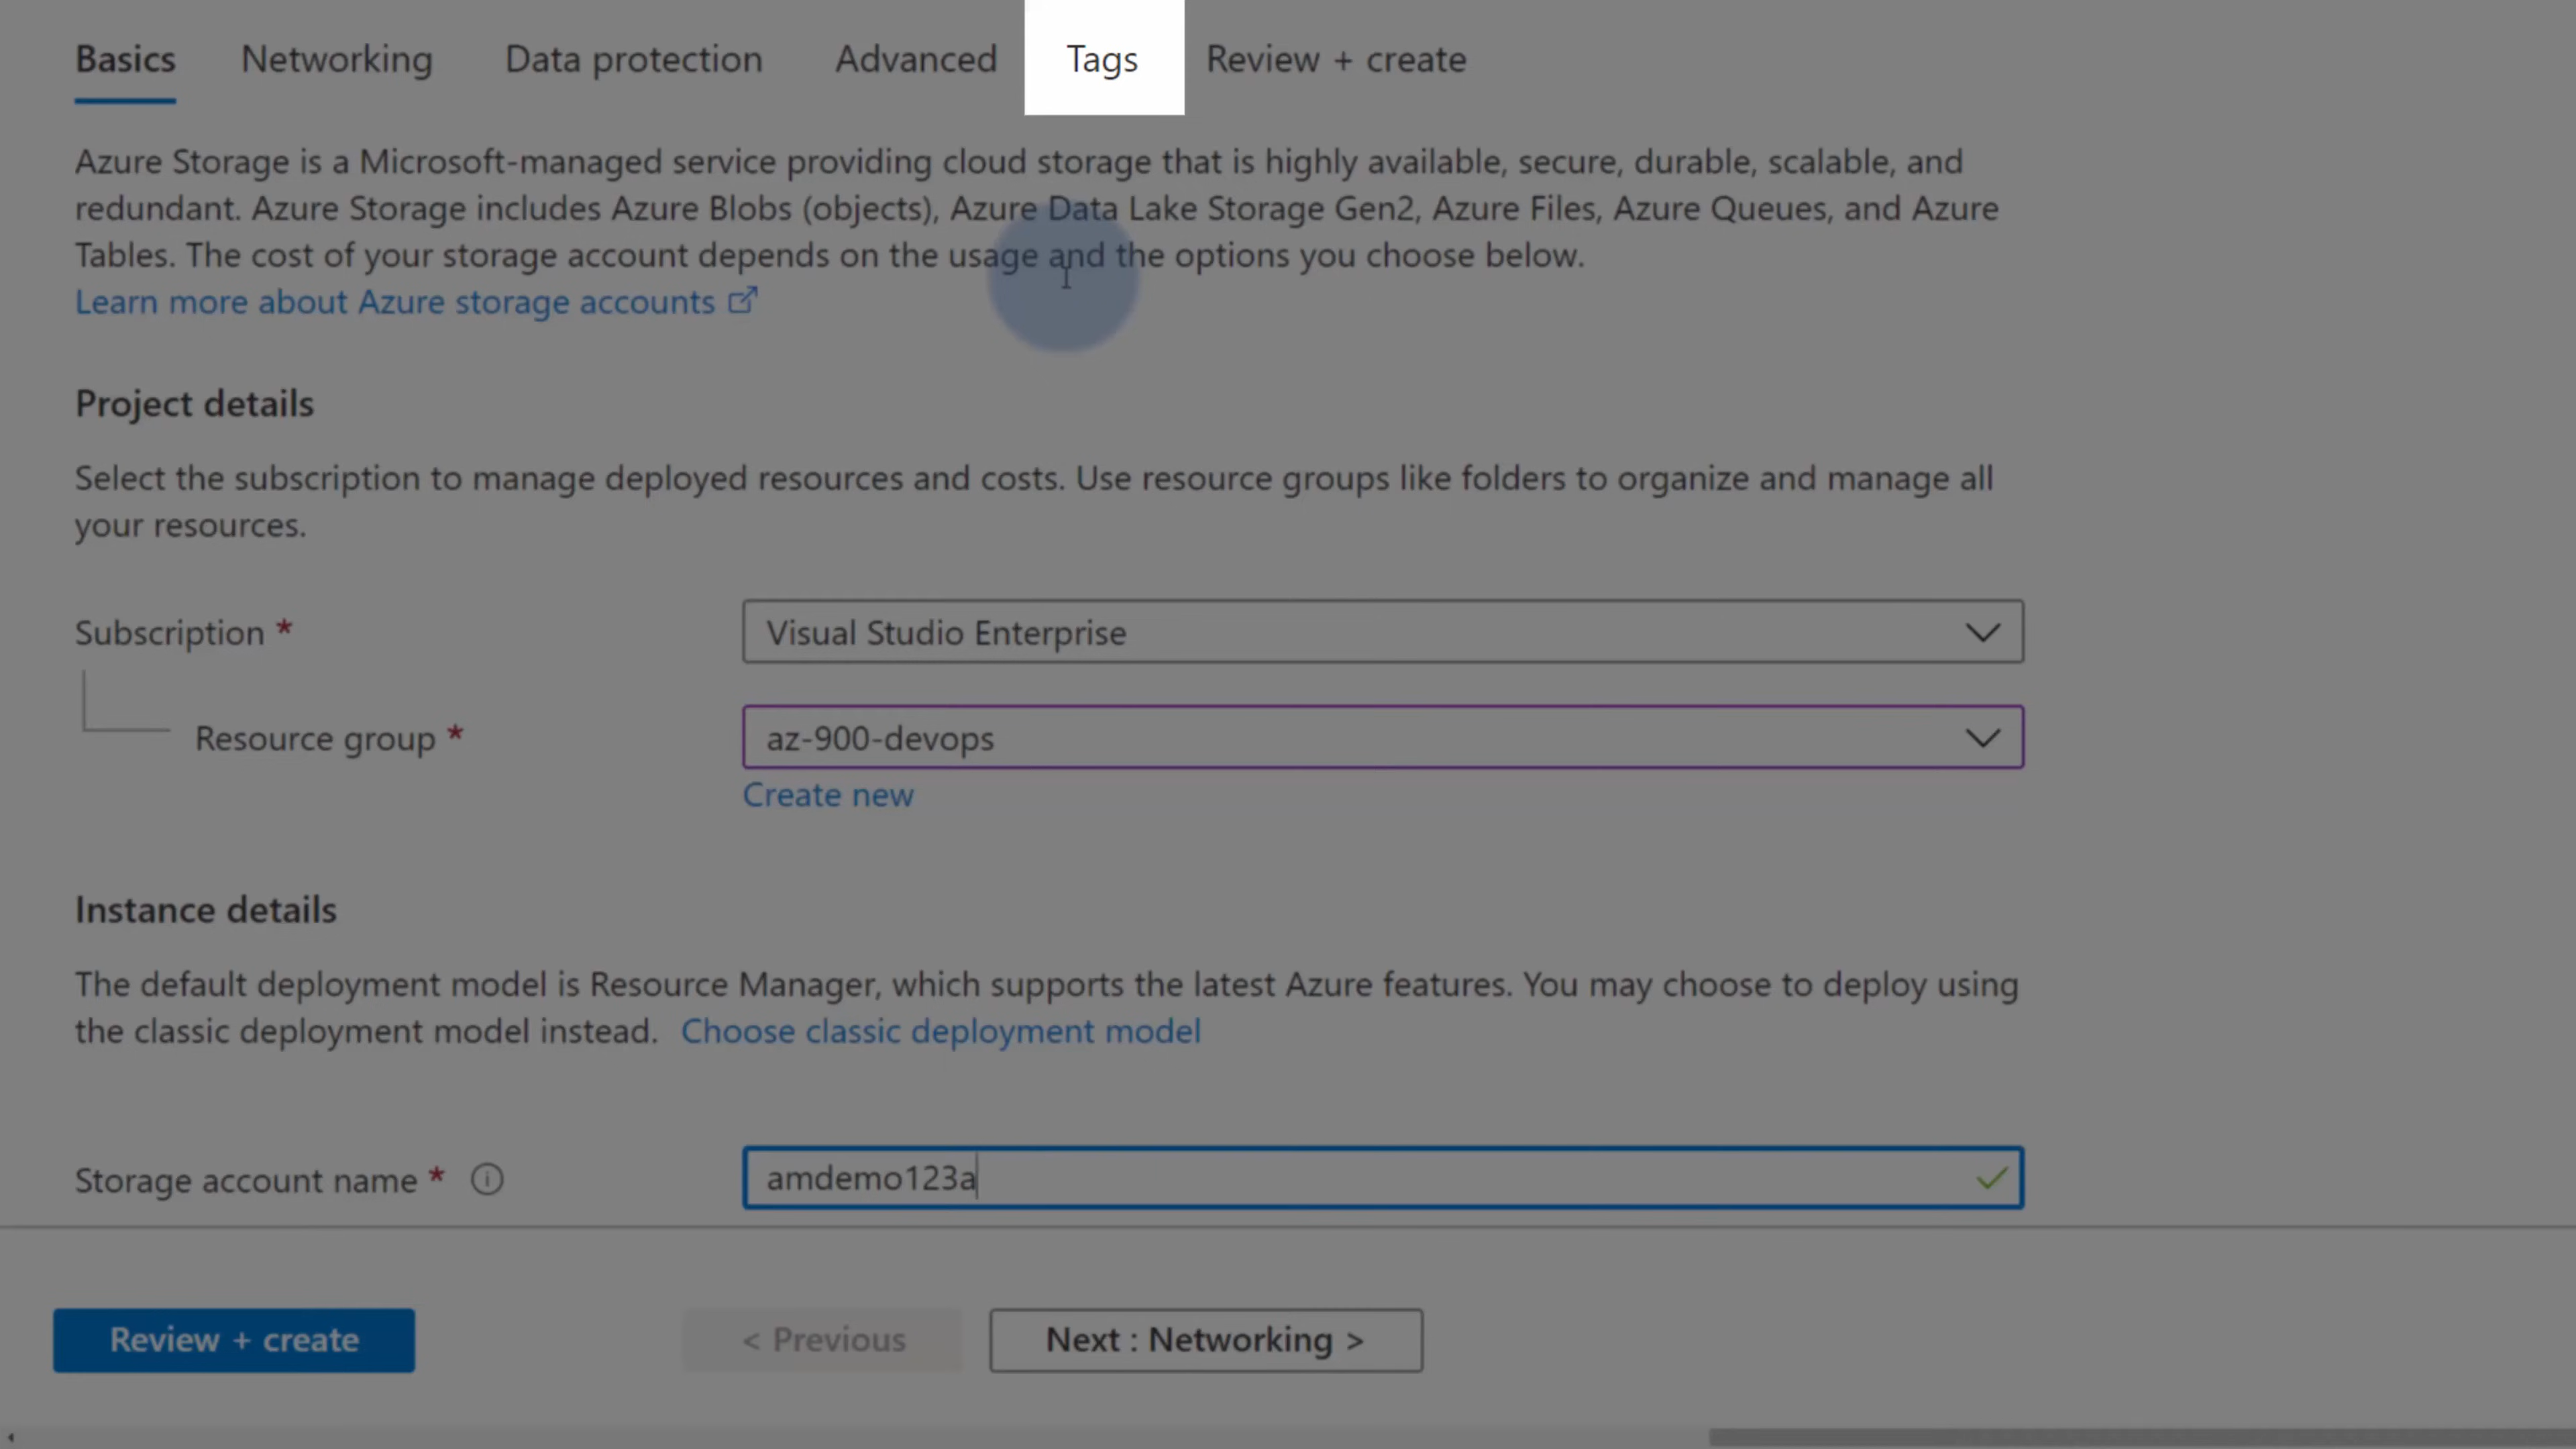 Basics Networking Data protection Advanced Tags Review + create
Azure Storage is a Microsoft-managed service providing cloud storage that is highly available, secure, durable, scalable, and
redundant. Azure Storage includes Azure Blobs (objects), Azure Data Lake Storage Gen2, Azure Files, Azure Queues, and Azure
Tables. The cost of your storage account depends on the usage and the options you choose below.
Learn more about Azure storage accounts
Project details
Select the subscription to manage deployed resources and costs. Use resource groups like folders to organize and manage all
your resources.
Subscription * Visual Studio Enterprise
Resource group * az-900-devops
Create new
Instance details
The default deployment model is Resource Manager, which supports the latest Azure features. You may choose to deploy using
the classic deployment model instead. Choose classic deployment model
Storage account name * amdemo123a
Review + create < Previous Next : Networking >